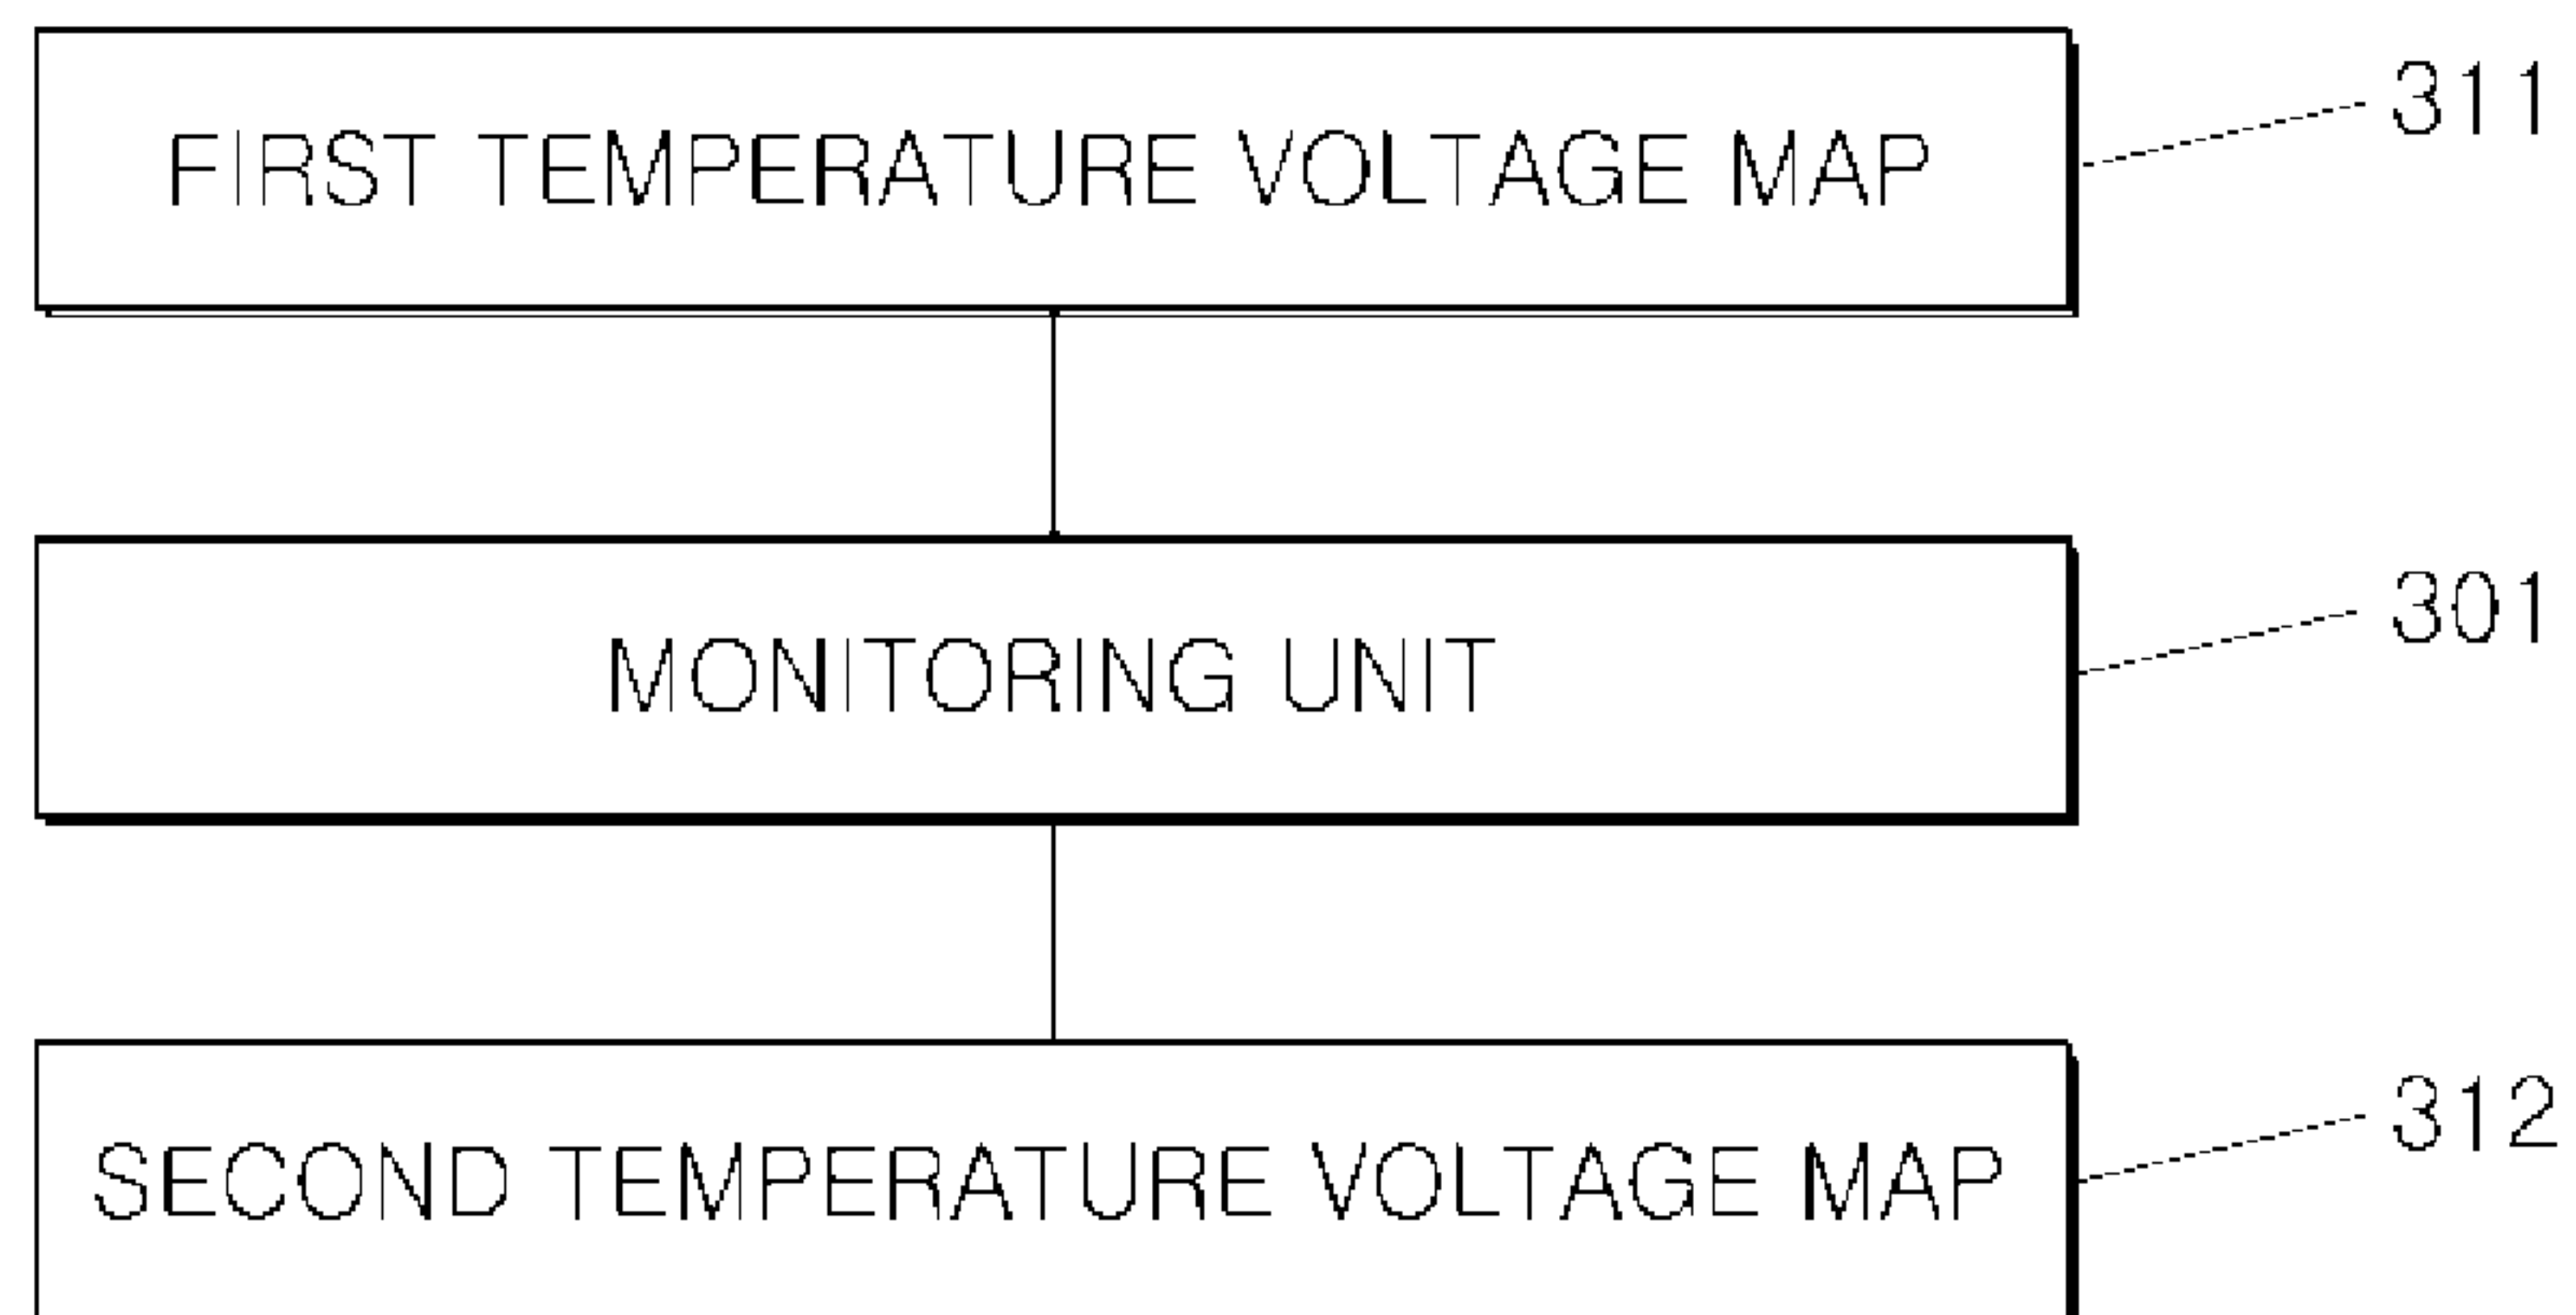 FIRST TEMPERATURE VOLTAGE MAP 311
MONITORING UNIT 301
SECOND TEMPERATURE VOLTAGE MAP 312